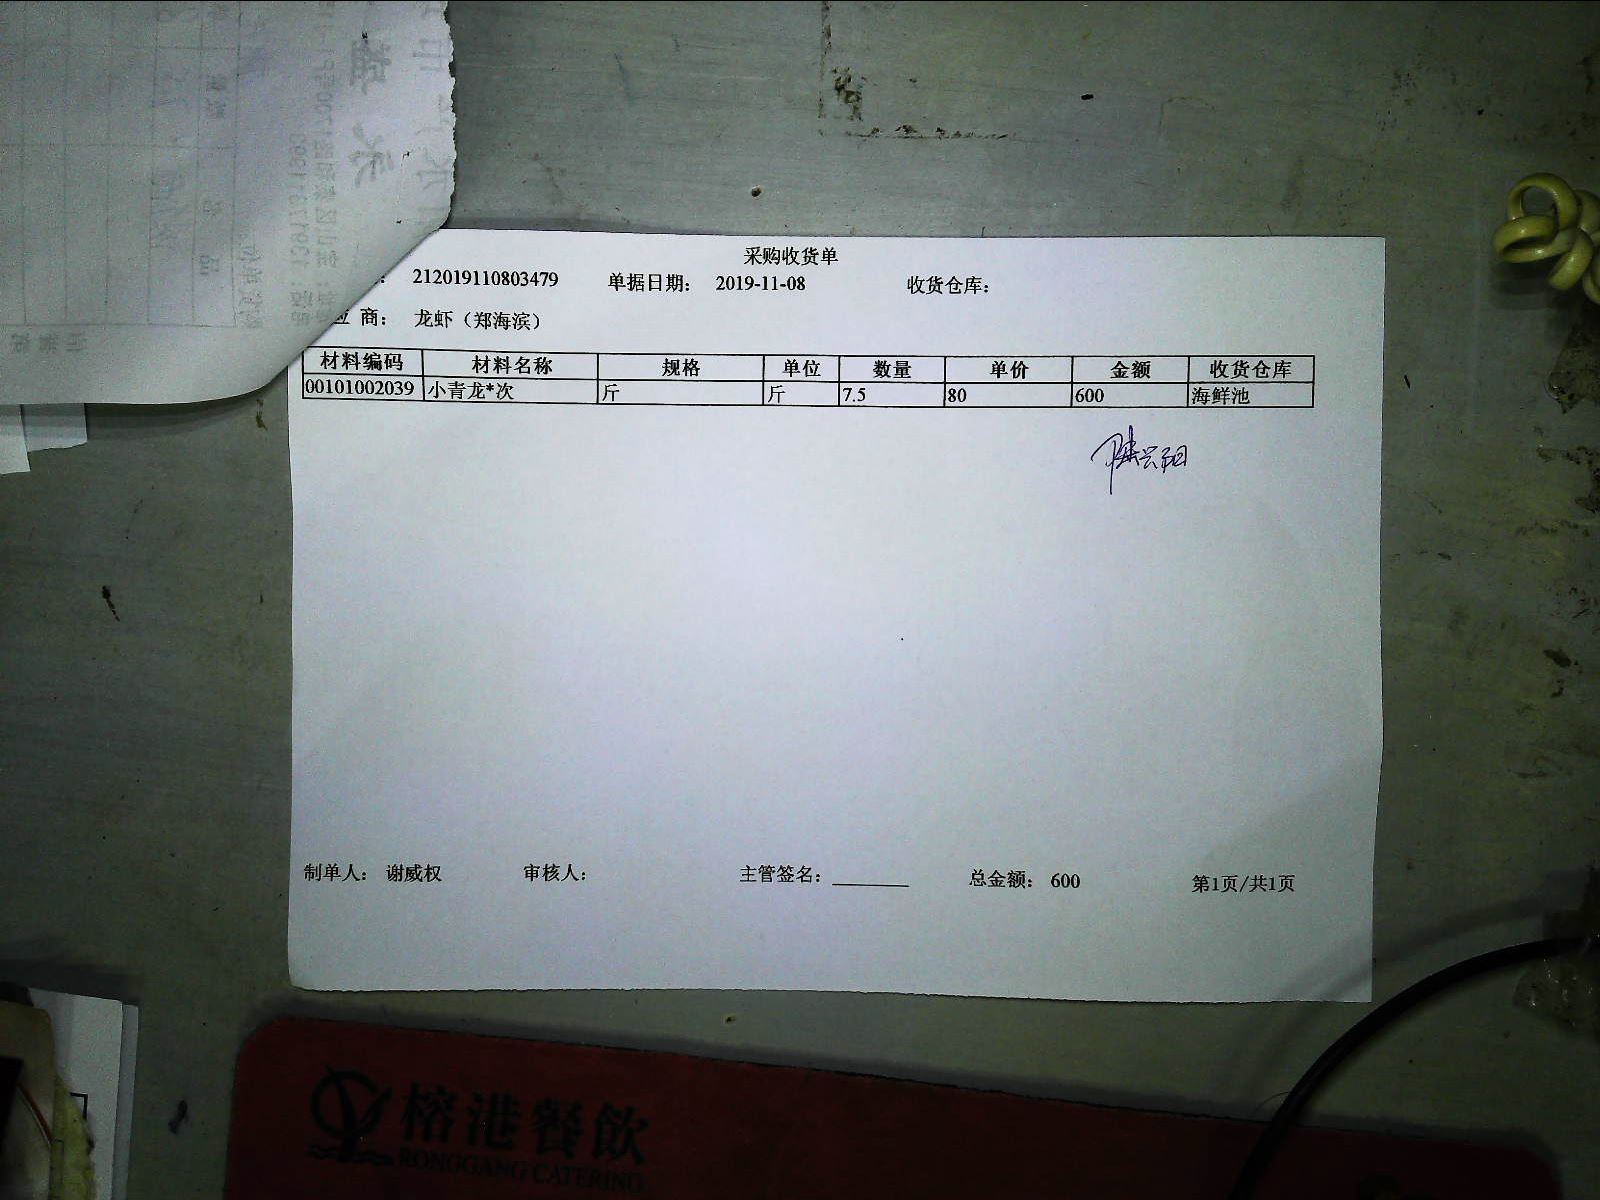 采购收货单
: 212019110803479 单据日期: 2019-11-08 收货仓库:
应 商: 龙虾（郑海滨）
材料编码 材料名称 规格 单位 数量 单价 金额 收货仓库
00101002039 小青龙*次 斤 斤 7.5 80 600 海鲜池
制单人: 谢威权 审核人: 主管签名: 总金额: 600 第1页/共1页
榕港餐飲
RONGGANG CATERING